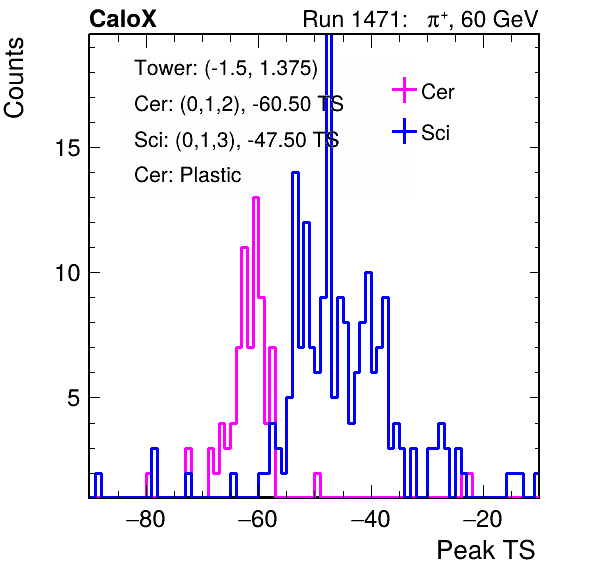 CaloX
Run 1471: π⁺, 60 GeV
Counts
Tower: (-1.5, 1.375)
Cer: (0,1,2), -60.50 TS
Sci: (0,1,3), -47.50 TS
Cer: Plastic
Cer
Sci
15
10
5
−80 −60 −40 −20
Peak TS